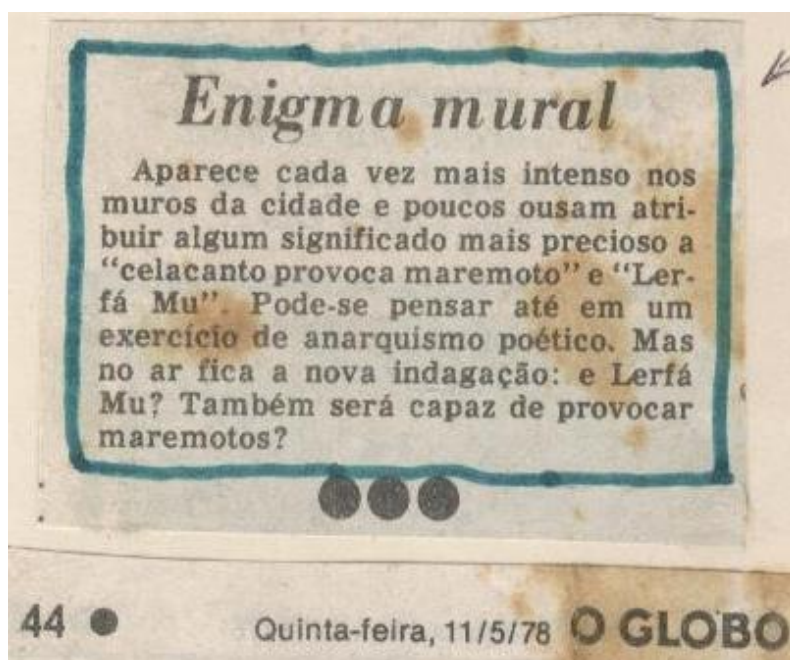 Enigma mural
Aparece cada vez mais intenso nos
muros da cidade e poucos ousam atri-
buir algum significado mais precioso a
“celacanto provoca maremoto” e “Ler-
fá Mu”. Pode-se pensar até em um
exercício de anarquismo poético. Mas
no ar fica a nova indagação: e Lerfá
Mu? Também será capaz de provocar
maremotos?
44 ● Quinta-feira, 11/5/78 O GLOBO